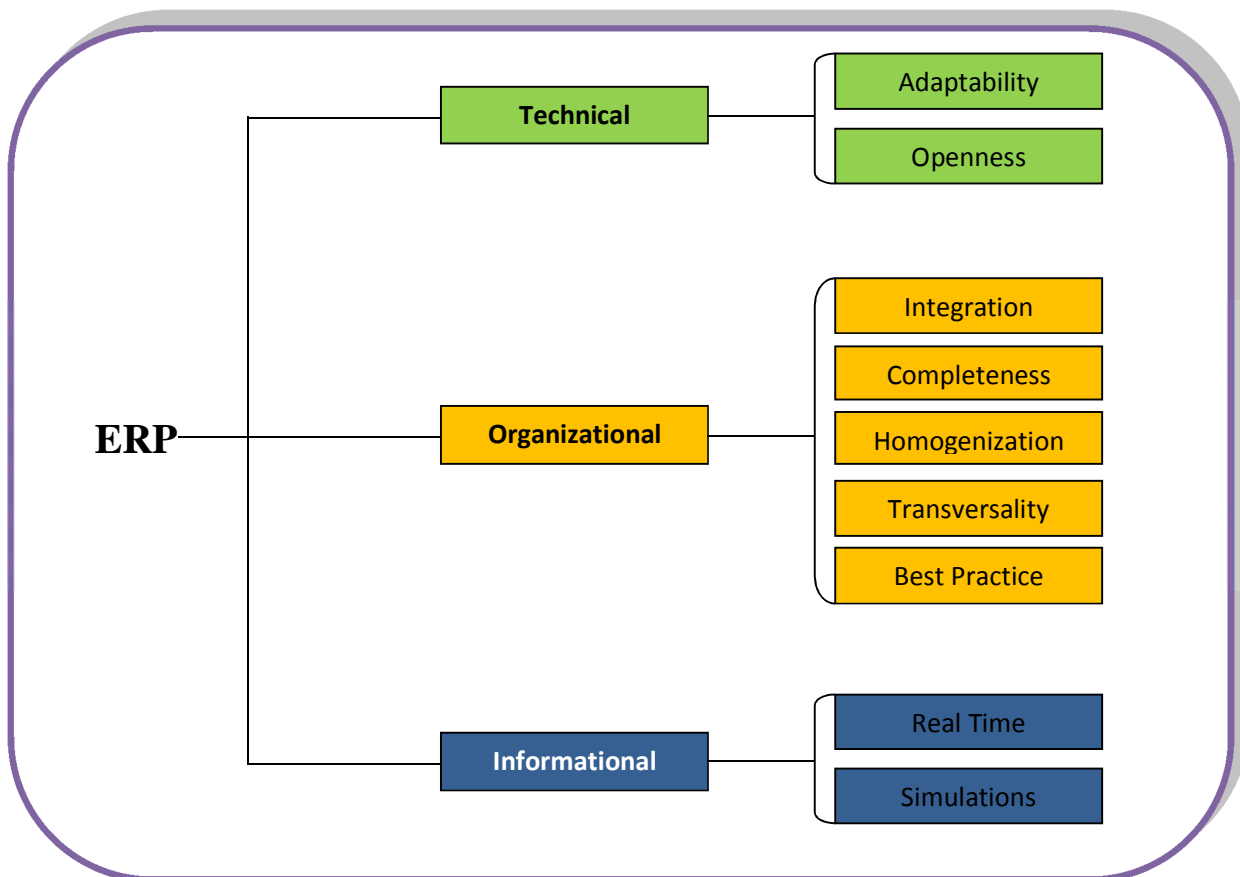 ERP
Technical
Adaptability
Openness
Organizational
Integration
Completeness
Homogenization
Transversality
Best Practice
Informational
Real Time
Simulations